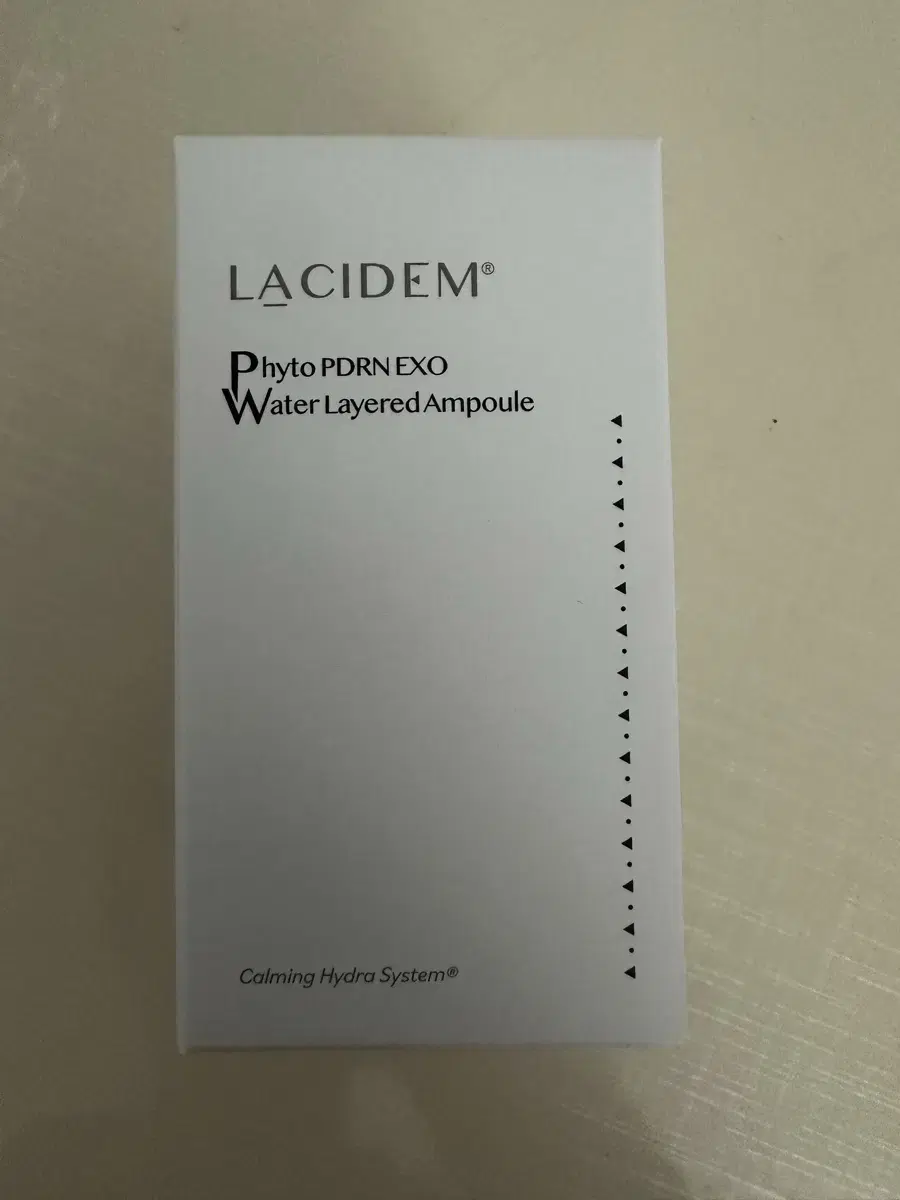 LACIDEM®
Phyto PDRN EXO
Water Layered Ampoule
Calming Hydra System®